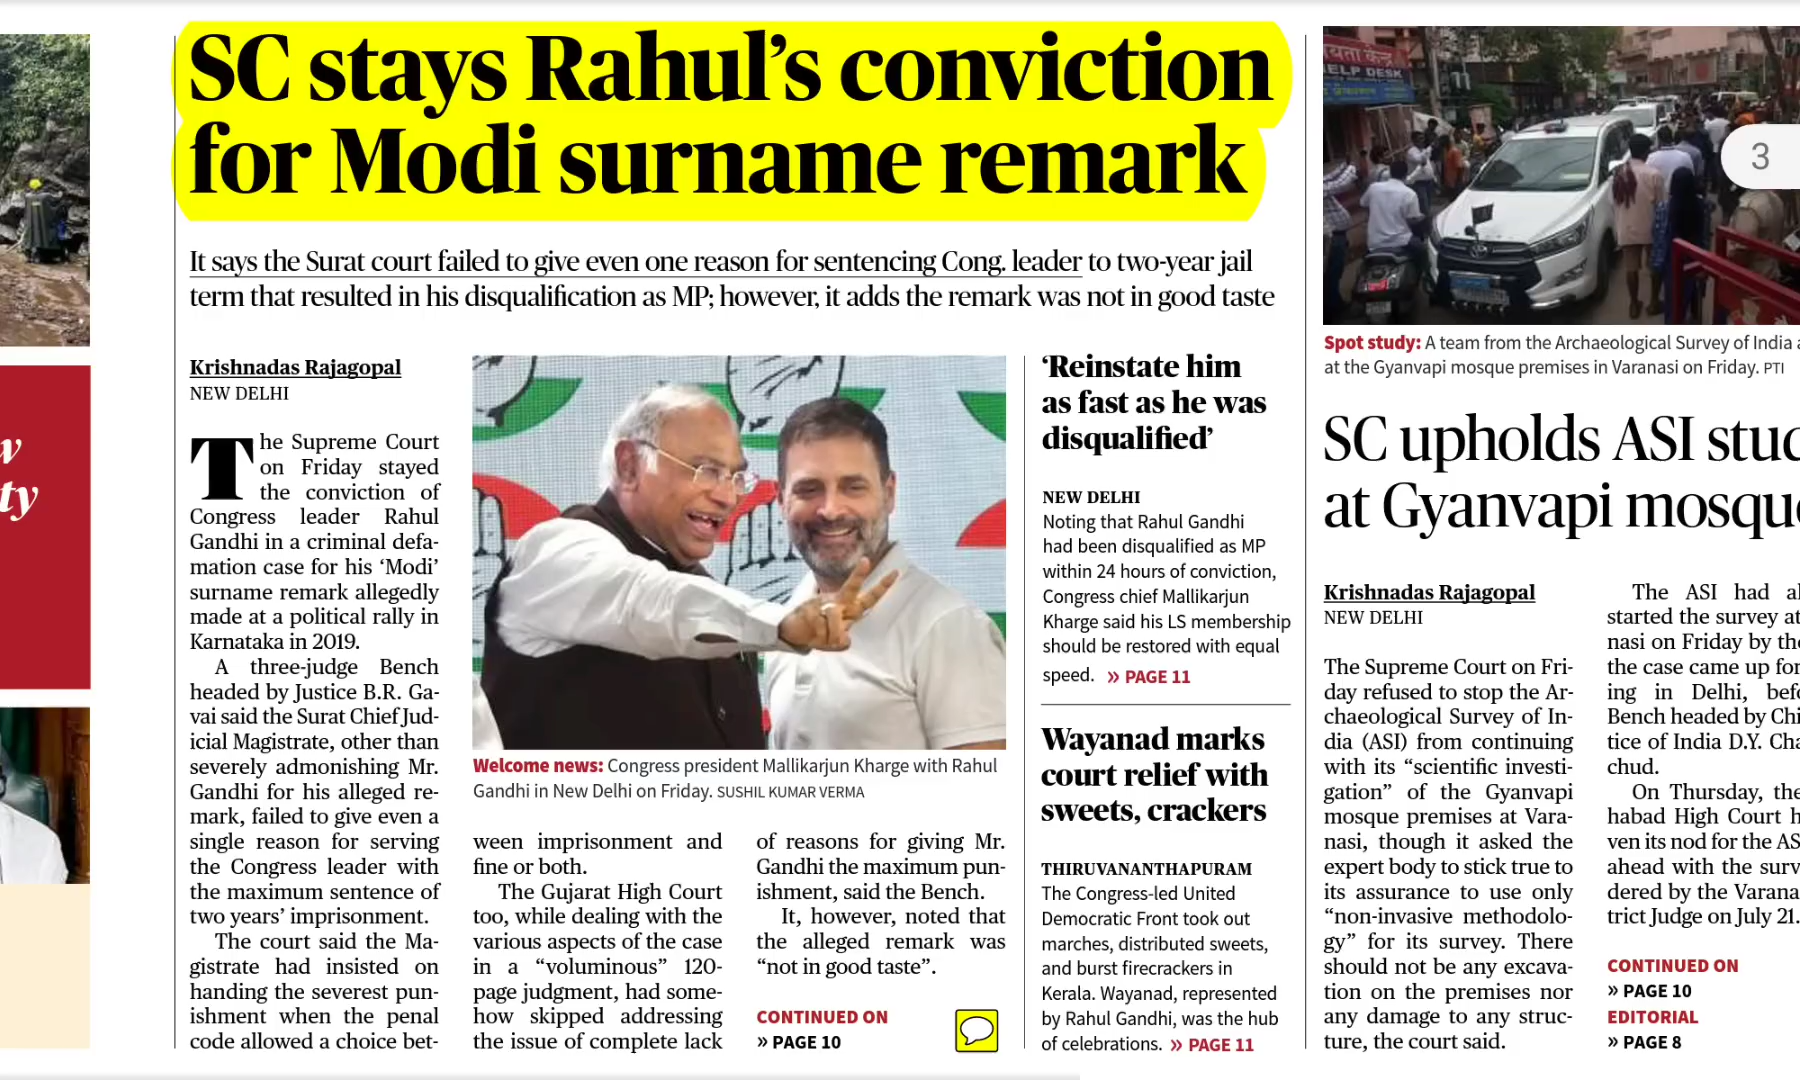 SC stays Rahul’s conviction
for Modi surname remark
It says the Surat court failed to give even one reason for sentencing Cong. leader to two-year jail
term that resulted in his disqualification as MP; however, it adds the remark was not in good taste
Krishnadas Rajagopal
NEW DELHI
The Supreme Court
on Friday stayed
the conviction of
Congress leader Rahul
Gandhi in a criminal defa-
mation case for his ‘Modi’
surname remark allegedly
made at a political rally in
Karnataka in 2019.
A three-judge Bench
headed by Justice B.R. Ga-
vai said the Surat Chief Jud-
icial Magistrate, other than
severely admonishing Mr.
Gandhi for his alleged re-
mark, failed to give even a
single reason for serving
the Congress leader with
the maximum sentence of
two years’ imprisonment.
The court said the Ma-
gistrate had insisted on
handing the severest pun-
ishment when the penal
code allowed a choice bet-
Welcome news: Congress president Mallikarjun Kharge with Rahul
Gandhi in New Delhi on Friday. SUSHIL KUMAR VERMA
ween imprisonment and
fine or both.
The Gujarat High Court
too, while dealing with the
various aspects of the case
in a “voluminous” 120-
page judgment, had some-
how skipped addressing
the issue of complete lack
of reasons for giving Mr.
Gandhi the maximum pun-
ishment, said the Bench.
It, however, noted that
the alleged remark was
“not in good taste”.
CONTINUED ON
» PAGE 10
‘Reinstate him
as fast as he was
disqualified’
NEW DELHI
Noting that Rahul Gandhi
had been disqualified as MP
within 24 hours of conviction,
Congress chief Mallikarjun
Kharge said his LS membership
should be restored with equal
speed. » PAGE 11
Wayanad marks
court relief with
sweets, crackers
THIRUVANANTHAPURAM
The Congress-led United
Democratic Front took out
marches, distributed sweets,
and burst firecrackers in
Kerala. Wayanad, represented
by Rahul Gandhi, was the hub
of celebrations. » PAGE 11
HELP DESK
3
Spot study: A team from the Archaeological Survey of India a
at the Gyanvapi mosque premises in Varanasi on Friday. PTI
SC upholds ASI stud
at Gyanvapi mosque
Krishnadas Rajagopal
NEW DELHI
The Supreme Court on Fri-
day refused to stop the Ar-
chaeological Survey of In-
dia (ASI) from continuing
with its “scientific investi-
gation” of the Gyanvapi
mosque premises at Vara-
nasi, though it asked the
expert body to stick true to
its assurance to use only
“non-invasive methodolo-
gy” for its survey. There
should not be any excava-
tion on the premises nor
any damage to any struc-
ture, the court said.
The ASI had al
started the survey at
nasi on Friday by the
the case came up for
ing in Delhi, befo
Bench headed by Chi
tice of India D.Y. Cha
chud.
On Thursday, the
habad High Court h
ven its nod for the AS
ahead with the surv
dered by the Varana
trict Judge on July 21.
CONTINUED ON
» PAGE 10
EDITORIAL
» PAGE 8
w
ty